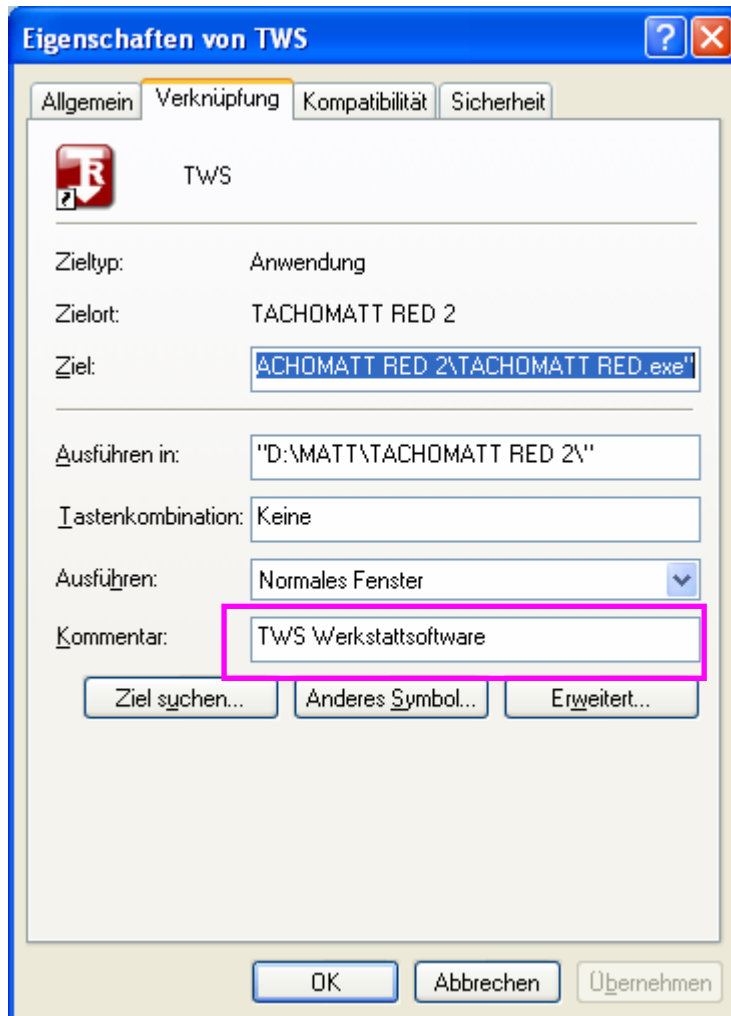 Eigenschaften von TWS
Allgemein Verknüpfung Kompatibilität Sicherheit
TWS
Zieltyp: Anwendung
Zielort: TACHOMATT RED 2
Ziel: ACHOMATT RED 2\TACHOMATT RED.exe"
Ausführen in: "D:\MATT\TACHOMATT RED 2\"
Tastenkombination: Keine
Ausführen: Normales Fenster
Kommentar: TWS Werkstattsoftware
Ziel suchen... Anderes Symbol... Erweitert...
OK Abbrechen Übernehmen